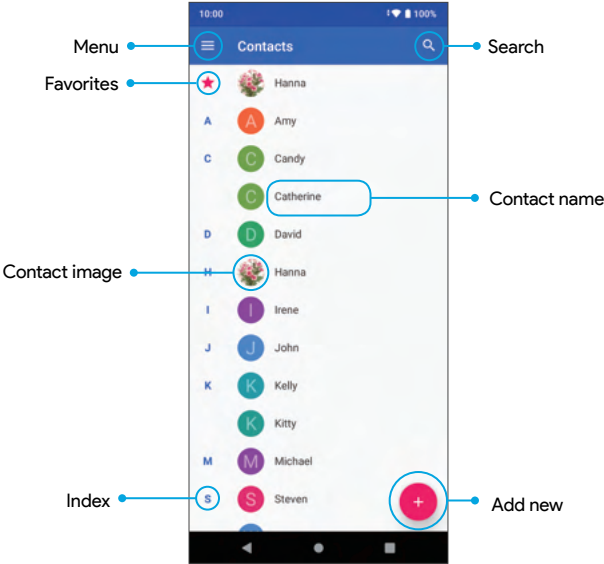 10:00
100%
Menu
Contacts
Search
Favorites
Hanna
A
A
Amy
C
C
Candy
C
Catherine
Contact name
D
D
David
Contact image
H
Hanna
I
I
Irene
J
J
John
K
K
Kelly
K
Kitty
M
M
Michael
Index
S
S
Steven
Add new